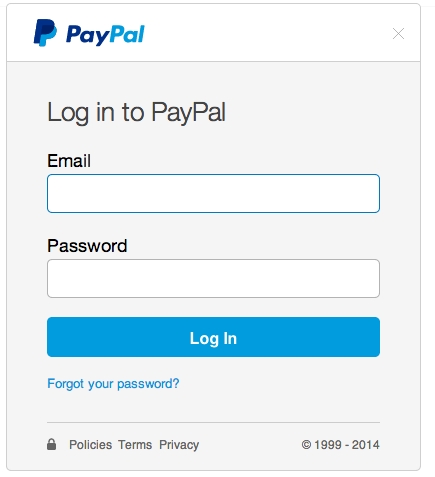 PayPal
Log in to PayPal
Email
Password
Log In
Forgot your password?
Policies Terms Privacy © 1999 - 2014